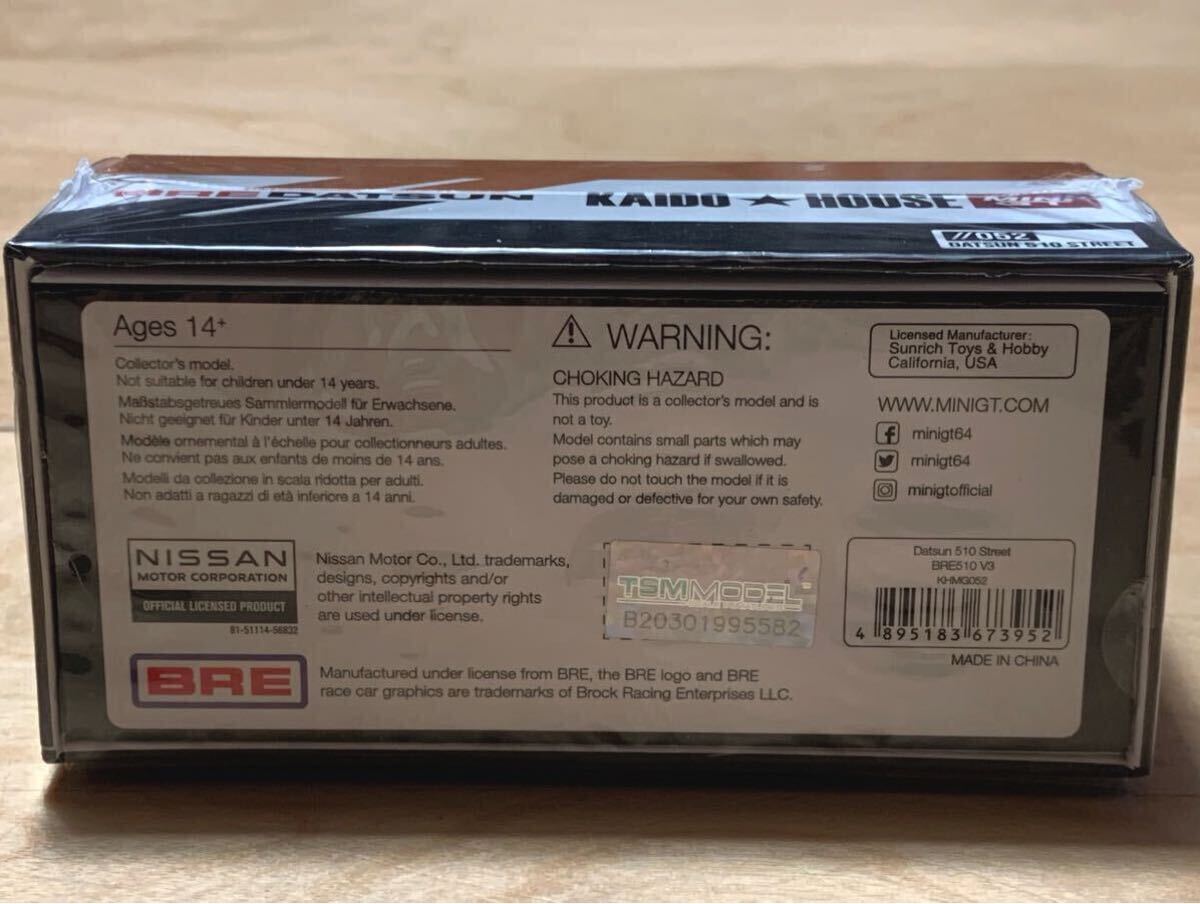 BREDATSUN KAIDO★HOUSE
//052
DATSUN 510 STREET
Ages 14+
Collector's model.
Not suitable for children under 14 years.
Maßstabsgetreues Sammlermodell für Erwachsene.
Nicht geeignet für Kinder unter 14 Jahren.
Modèle ornemental à l'échelle pour collectionneurs adultes.
Ne convient pas aux enfants de moins de 14 ans.
Modelli da collezione in scala ridotta per adulti.
Non adatti a ragazzi di età inferiore a 14 anni.
WARNING:
CHOKING HAZARD
This product is a collector's model and is
not a toy.
Model contains small parts which may
pose a choking hazard if swallowed.
Please do not touch the model if it is
damaged or defective for your own safety.
Licensed Manufacturer:
Sunrich Toys & Hobby
California, USA
WWW.MINIGT.COM
minigt64
minigt64
minigtofficial
NISSAN
MOTOR CORPORATION
OFFICIAL LICENSED PRODUCT
81-51114-56832
Nissan Motor Co., Ltd. trademarks,
designs, copyrights and/or
other intellectual property rights
are used under license.
TSMMODEL
B20301995582
Datsun 510 Street
BRE510 V3
KHMG052
4 895183 673952
MADE IN CHINA
BRE
Manufactured under license from BRE, the BRE logo and BRE
race car graphics are trademarks of Brock Racing Enterprises LLC.